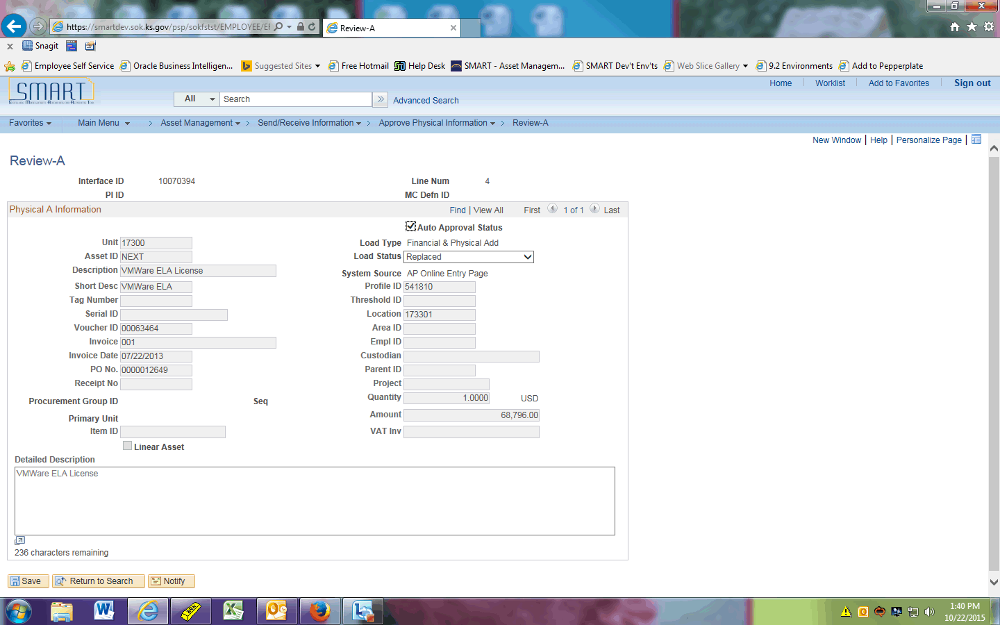 https://smartdev.sok.ks.gov/psp/sokfstst/EMPLOYEE/EI
Review-A
Snagit
Employee Self Service
Oracle Business Intelligen...
Suggested Sites
Free Hotmail
Help Desk
SMART - Asset Managem...
SMART Dev't Env'ts
Web Slice Gallery
9.2 Environments
Add to Pepperplate
SMART
Home
Worklist
Add to Favorites
Sign out
All
Search
Advanced Search
Favorites
Main Menu
Asset Management
Send/Receive Information
Approve Physical Information
Review-A
New Window
Help
Personalize Page
Review-A
Interface ID 10070394
Line Num 4
PI ID
MC Defn ID
Physical A Information
Find | View All
First 1 of 1 Last
Auto Approval Status
Unit 17300
Load Type Financial & Physical Add
Asset ID NEXT
Load Status Replaced
Description VMWare ELA License
System Source AP Online Entry Page
Short Desc VMWare ELA
Profile ID 541810
Tag Number
Threshold ID
Serial ID
Location 173301
Voucher ID 00063464
Area ID
Invoice 001
Empl ID
Invoice Date 07/22/2013
Custodian
PO No. 0000012649
Parent ID
Receipt No
Project
Procurement Group ID
Seq
Quantity 1.0000 USD
Primary Unit
Amount 68,796.00
Item ID
VAT Inv
Linear Asset
Detailed Description
VMWare ELA License
236 characters remaining
Save
Return to Search
Notify
1:40 PM
10/22/2015